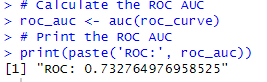 > # Calculate the ROC AUC
> roc_auc <- auc(roc_curve)
> # Print the ROC AUC
> print(paste('ROC:', roc_auc))
[1] "ROC: 0.732764976958525"